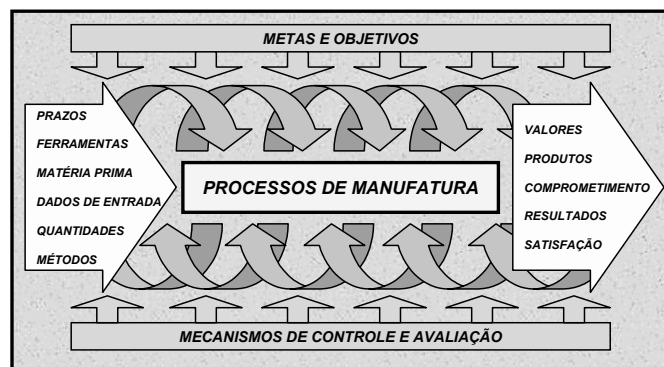 METAS E OBJETIVOS
PRAZOS
FERRAMENTAS
MATÉRIA PRIMA
DADOS DE ENTRADA
QUANTIDADES
MÉTODOS
PROCESSOS DE MANUFATURA
VALORES
PRODUTOS
COMPROMETIMENTO
RESULTADOS
SATISFAÇÃO
MECANISMOS DE CONTROLE E AVALIAÇÃO